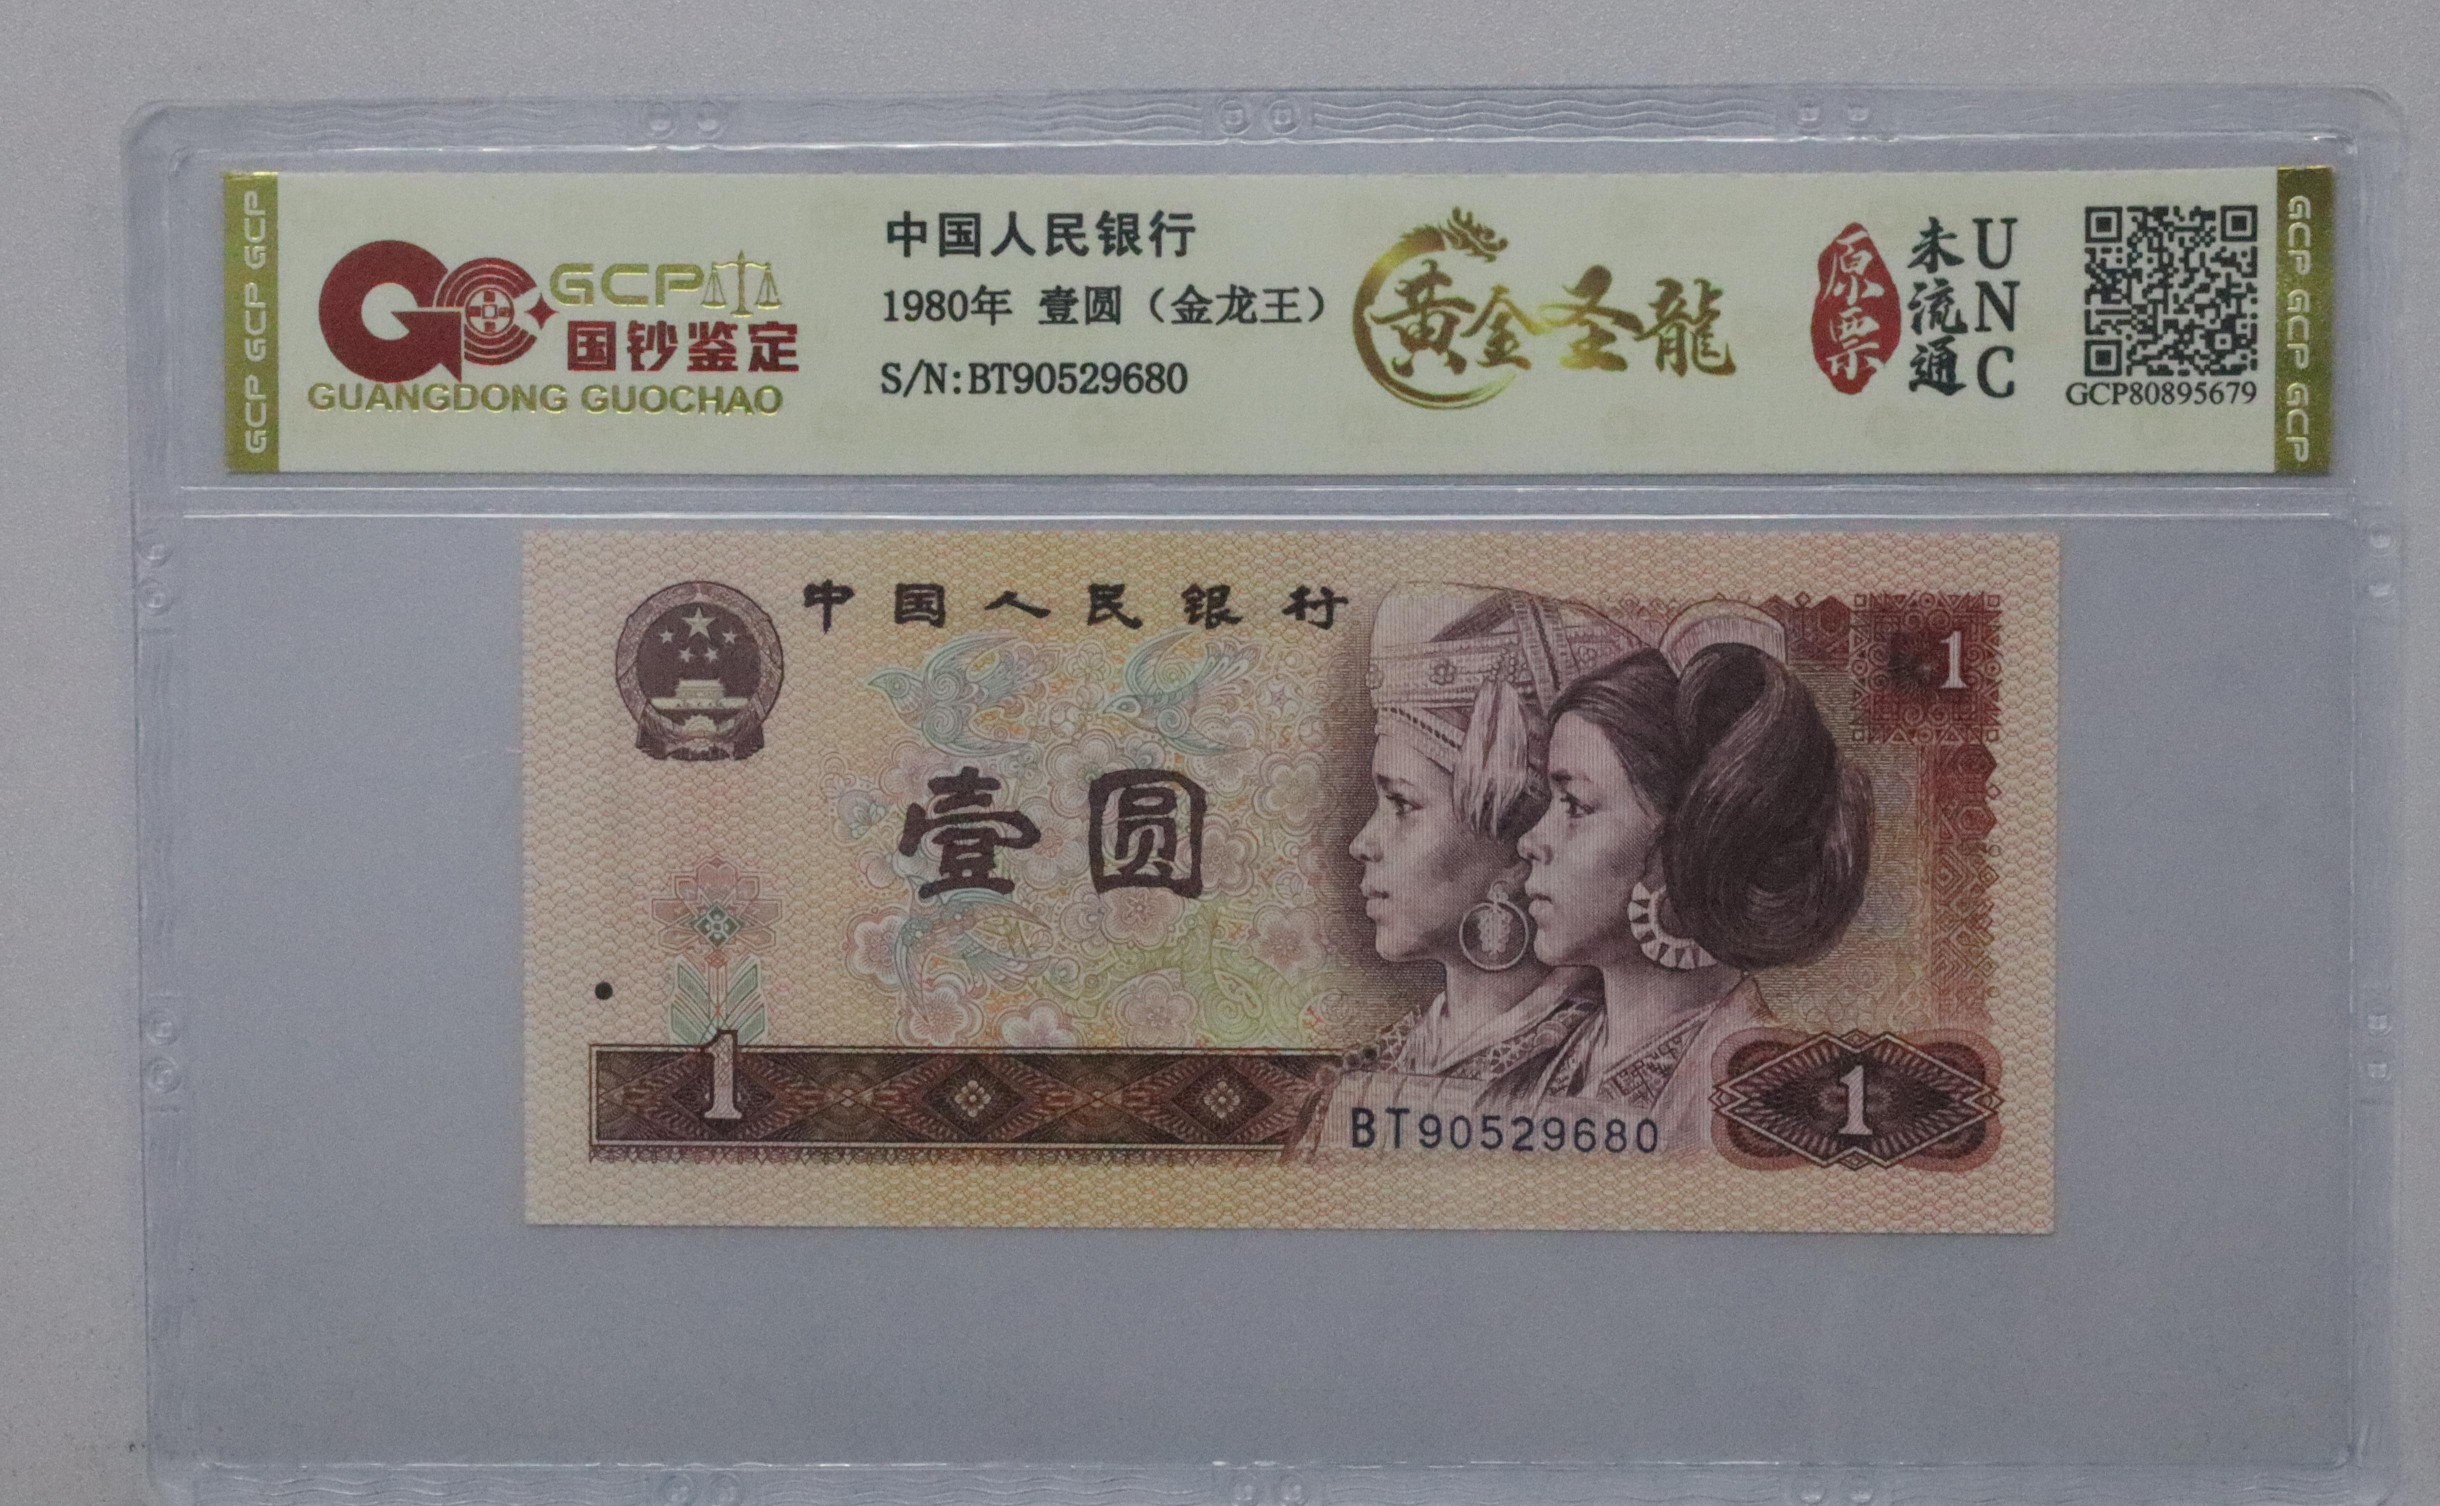 GCP GCP GCP
GCP
国钞鉴定
GUANGDONG GUOCHAO
中国人民银行
1980年 壹圆（金龙王）
S/N:BT90529680
黄金圣龍
原票
未流通
UNC
GCP80895679
GCP GCP GCP
中国人民银行
1
壹圆
1
BT90529680
1